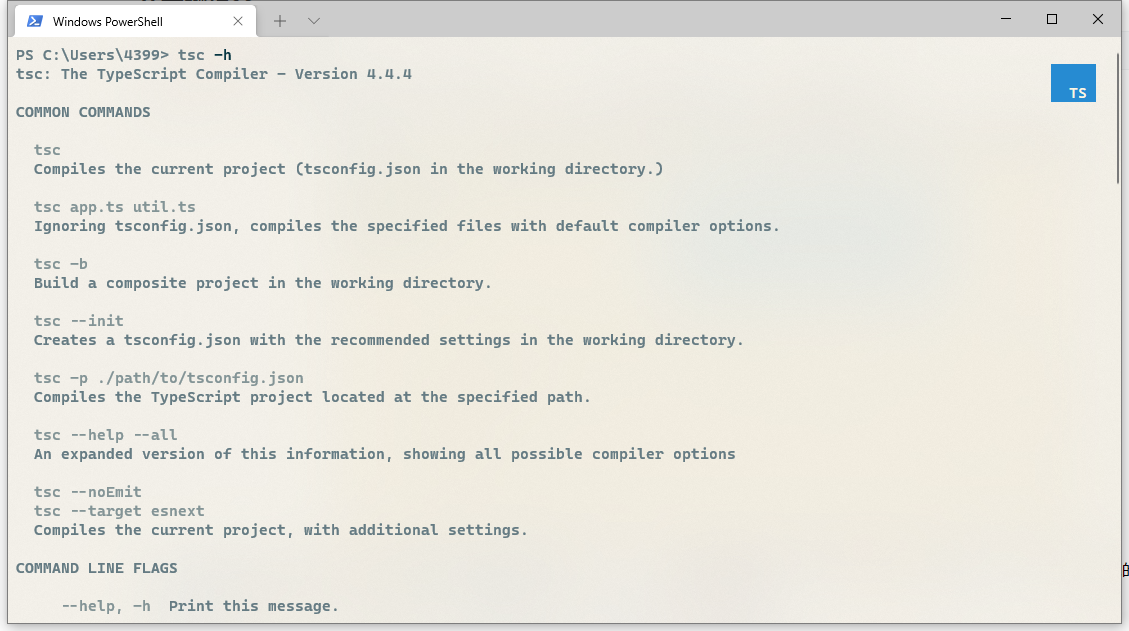 Windows PowerShell
PS C:\Users\4399> tsc -h
tsc: The TypeScript Compiler - Version 4.4.4
TS
COMMON COMMANDS
tsc
Compiles the current project (tsconfig.json in the working directory.)
tsc app.ts util.ts
Ignoring tsconfig.json, compiles the specified files with default compiler options.
tsc -b
Build a composite project in the working directory.
tsc --init
Creates a tsconfig.json with the recommended settings in the working directory.
tsc -p ./path/to/tsconfig.json
Compiles the TypeScript project located at the specified path.
tsc --help --all
An expanded version of this information, showing all possible compiler options
tsc --noEmit
tsc --target esnext
Compiles the current project, with additional settings.
COMMAND LINE FLAGS
--help, -h  Print this message.